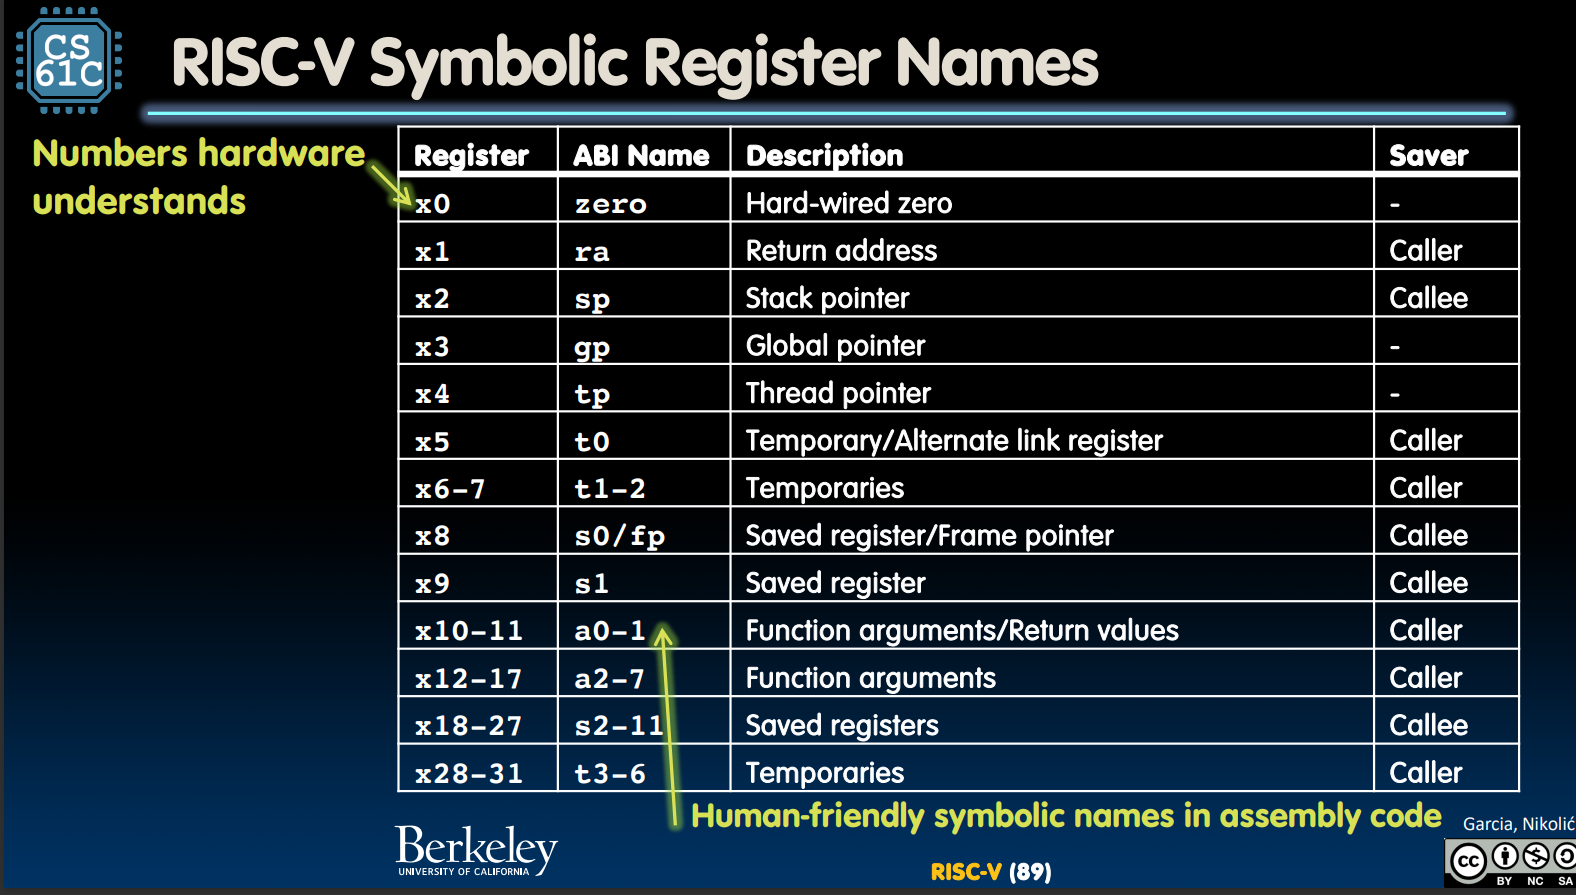 CS
61C
RISC-V Symbolic Register Names
Numbers hardware
understands
Register ABI Name Description Saver
x0 zero Hard-wired zero -
x1 ra Return address Caller
x2 sp Stack pointer Callee
x3 gp Global pointer -
x4 tp Thread pointer -
x5 t0 Temporary/Alternate link register Caller
x6-7 t1-2 Temporaries Caller
x8 s0/fp Saved register/Frame pointer Callee
x9 s1 Saved register Callee
x10-11 a0-1 Function arguments/Return values Caller
x12-17 a2-7 Function arguments Caller
x18-27 s2-11 Saved registers Callee
x28-31 t3-6 Temporaries Caller
Human-friendly symbolic names in assembly code
Garcia, Nikolić
Berkeley
UNIVERSITY OF CALIFORNIA
RISC-V (89)
cc
BY NC SA